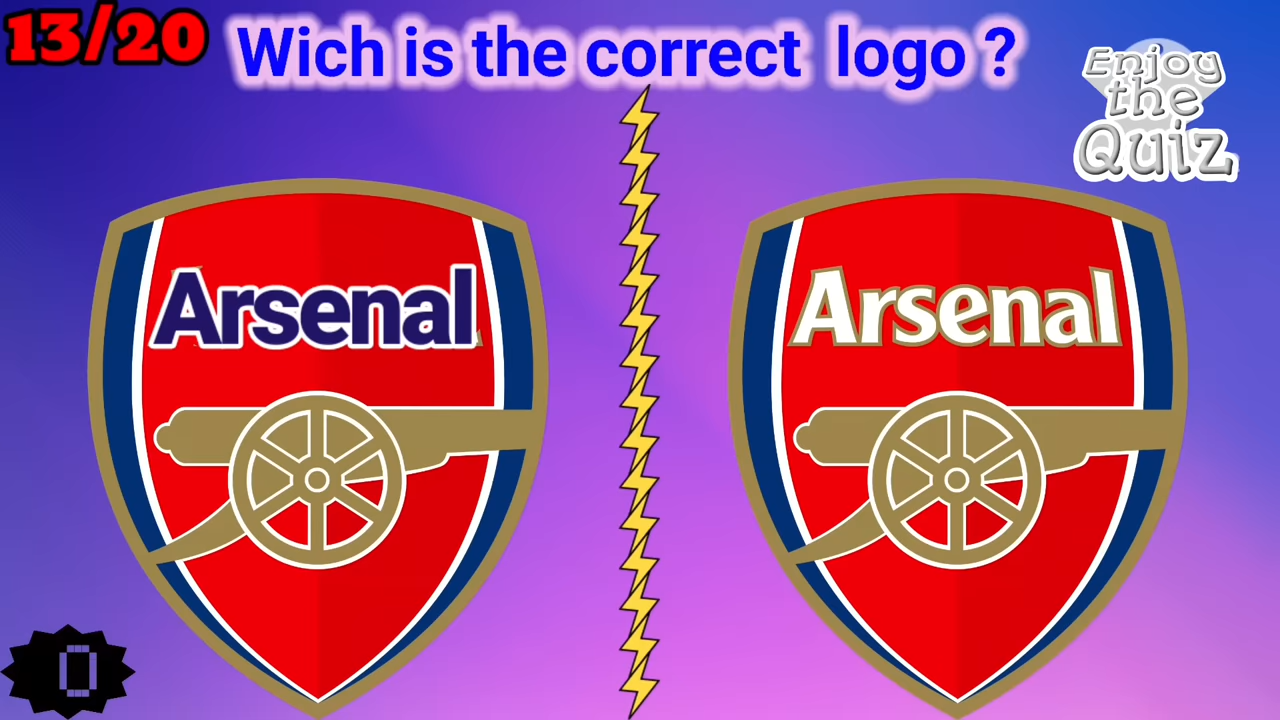 13/20
Wich is the correct logo ?
Enjoy
the
Quiz
Arsenal
Arsenal
0